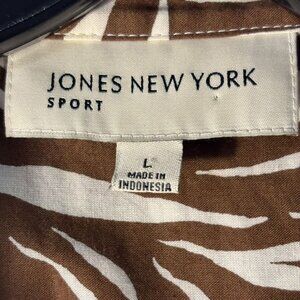 JONES NEW YORK
SPORT
L
MADE IN
INDONESIA